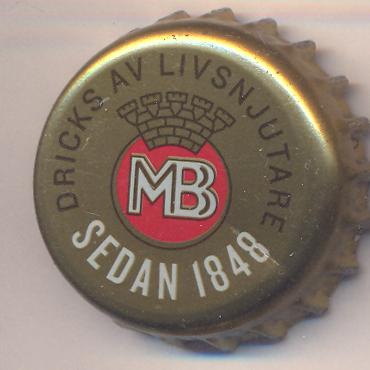 DRICKS AV LIVSNJUTARE
MB
SEDAN 1848